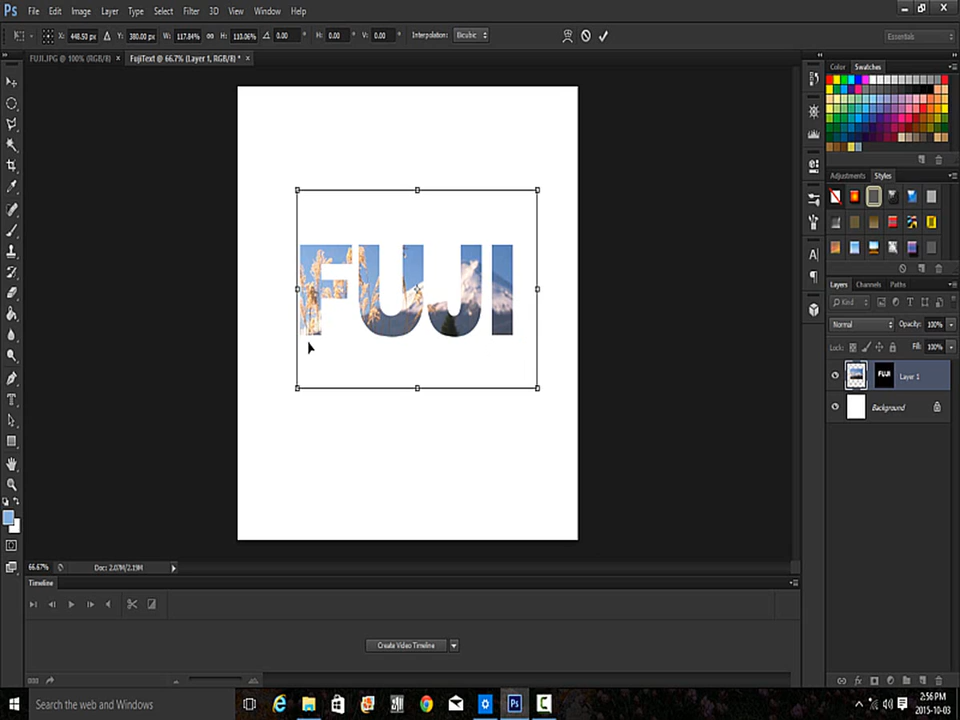 Ps File Edit Image Layer Type Select Filter 3D View Window Help
X: 448.50 px Y: 380.00 px W: 117.84% H: 110.06% 0.00 ° H: 0.00 ° V: 0.00 ° Interpolation: Bicubic Essentials
FUJI.JPG @ 100% (RGB/8) × FujiText @ 66.7% (Layer 1, RGB/8) * ×
Color Swatches
Adjustments Styles
FUJI
Layers Channels Paths
Kind
Normal Opacity: 100%
Lock: Fill: 100%
FUJI Layer 1
Background
66.67% Doc: 2.07M/2.19M
Timeline
Create Video Timeline
Search the web and Windows
2:56 PM
2015-10-03